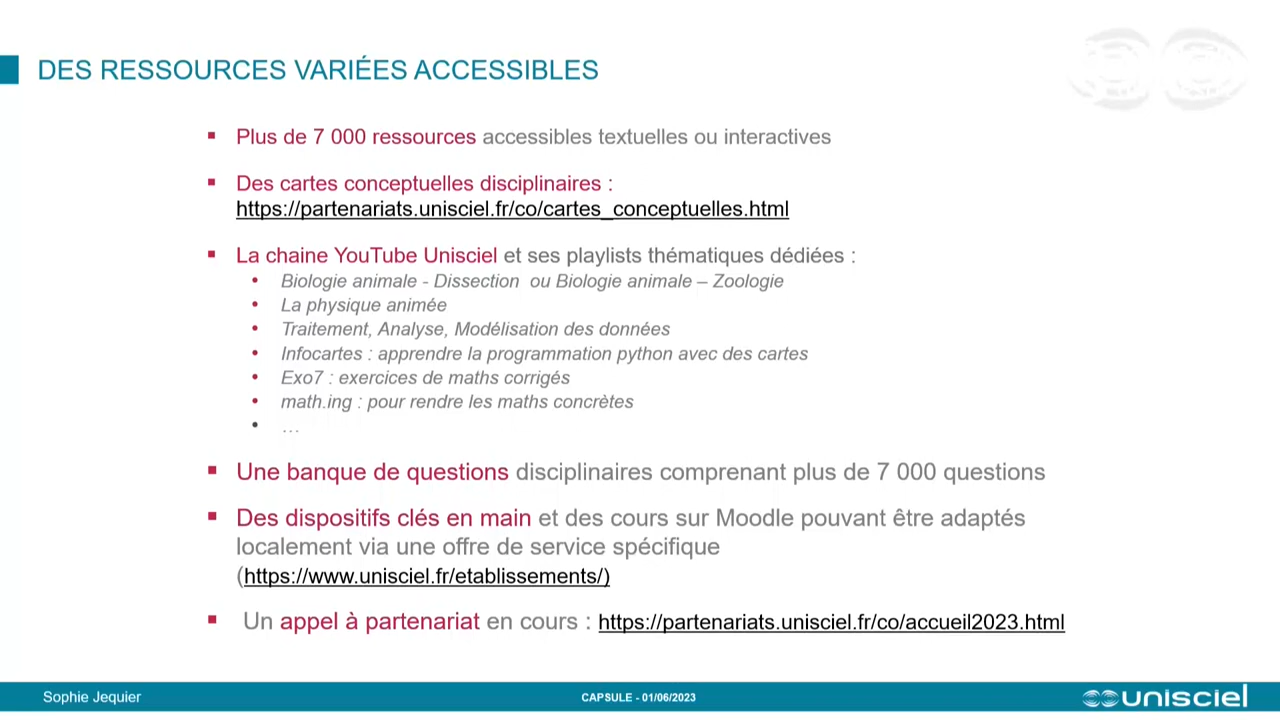 DES RESSOURCES VARIÉES ACCESSIBLES
▪ Plus de 7 000 ressources accessibles textuelles ou interactives
▪ Des cartes conceptuelles disciplinaires :
https://partenariats.unisciel.fr/co/cartes_conceptuelles.html
▪ La chaine YouTube Unisciel et ses playlists thématiques dédiées :
• Biologie animale - Dissection ou Biologie animale – Zoologie
• La physique animée
• Traitement, Analyse, Modélisation des données
• Infocartes : apprendre la programmation python avec des cartes
• Exo7 : exercices de maths corrigés
• math.ing : pour rendre les maths concrètes
• …
▪ Une banque de questions disciplinaires comprenant plus de 7 000 questions
▪ Des dispositifs clés en main et des cours sur Moodle pouvant être adaptés
localement via une offre de service spécifique
(https://www.unisciel.fr/etablissements/)
▪ Un appel à partenariat en cours : https://partenariats.unisciel.fr/co/accueil2023.html
Sophie Jequier
CAPSULE - 01/06/2023
unisciel